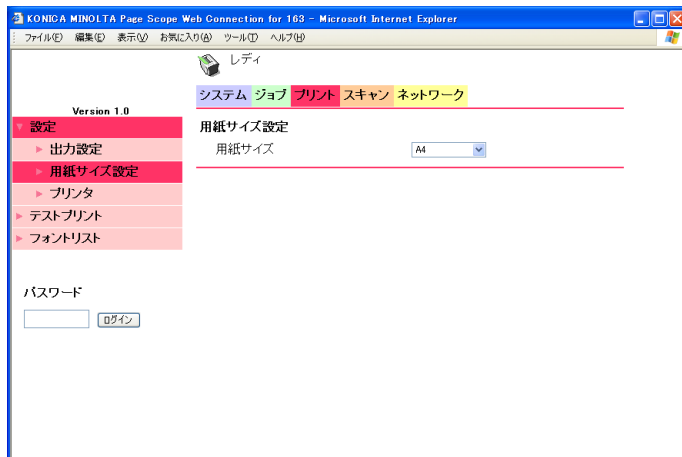 KONICA MINOLTA Page Scope Web Connection for 163 - Microsoft Internet Explorer
ファイル(F) 編集(E) 表示(V) お気に入り(A) ツール(T) ヘルプ(H)
レディ
システム ジョブ プリント スキャン ネットワーク
Version 1.0
設定
出力設定
用紙サイズ設定
プリンタ
テストプリント
フォントリスト
用紙サイズ設定
用紙サイズ A4
パスワード
ログイン